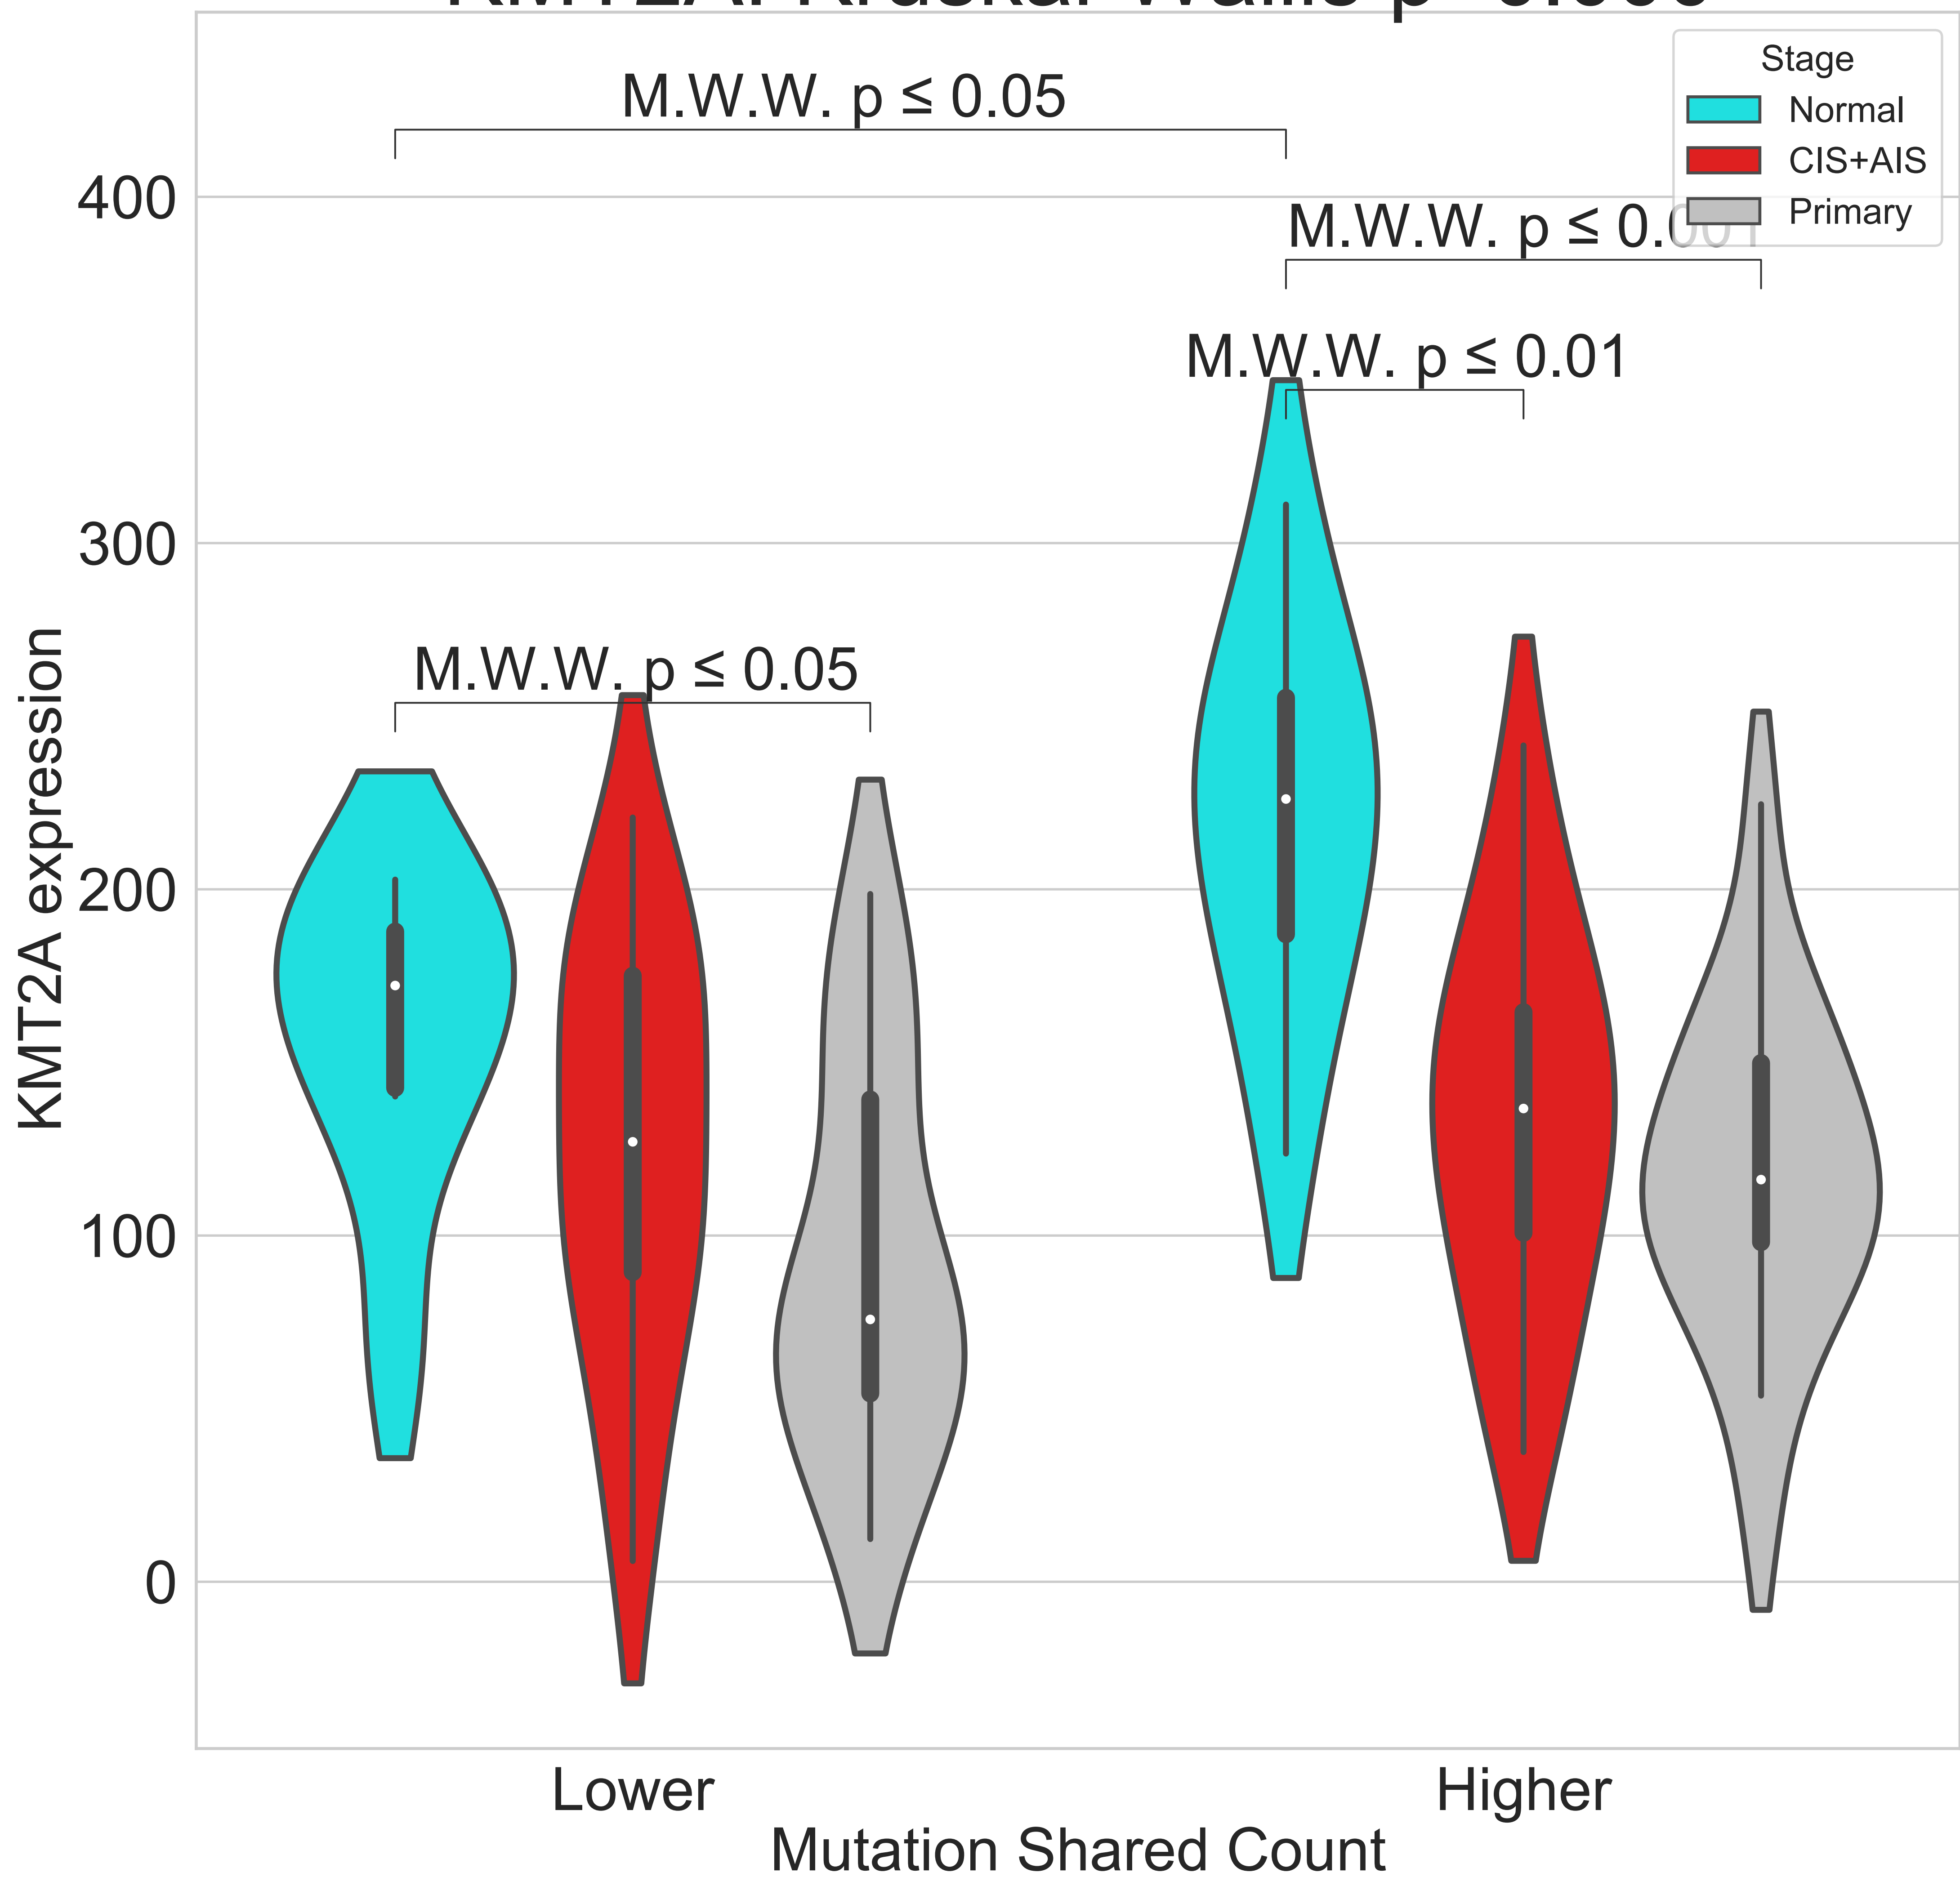 M.W.W. p ≤ 0.05
Stage
Normal
CIS+AIS
Primary
400
M.W.W. p ≤ 0.001
M.W.W. p ≤ 0.01
300
M.W.W. p ≤ 0.05
200
100
0
KMT2A expression
Lower
Higher
Mutation Shared Count